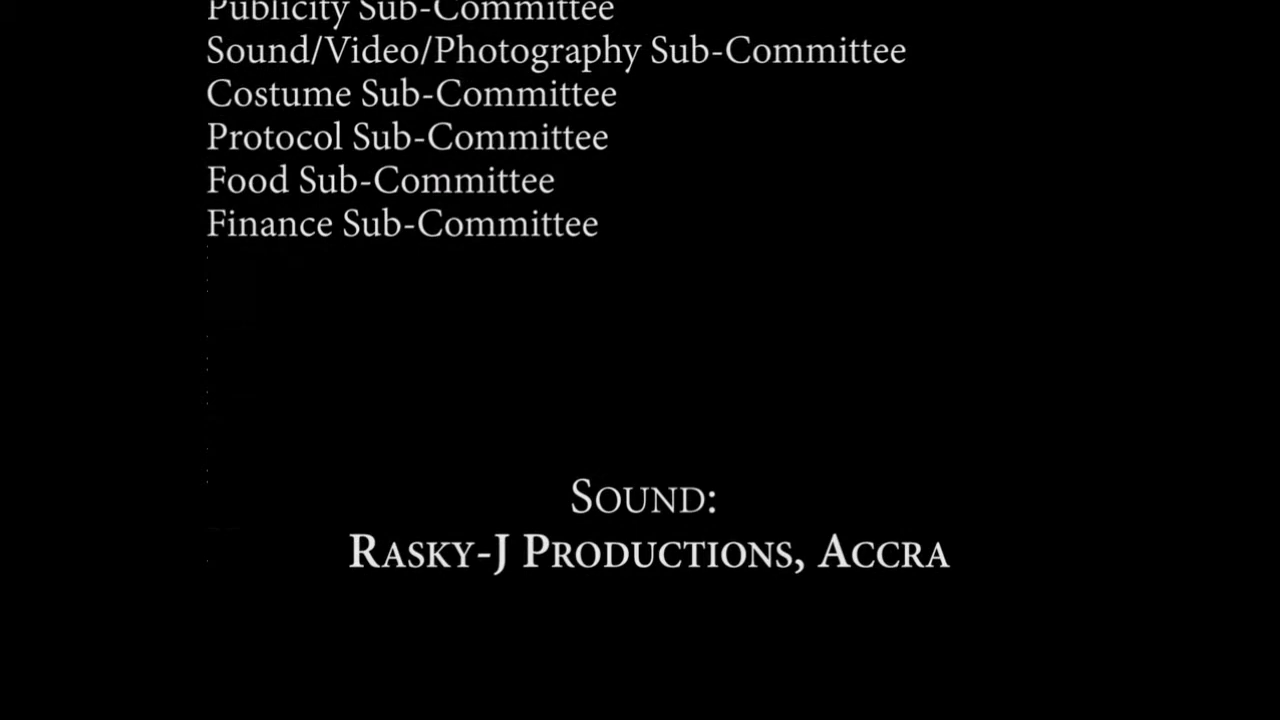 Publicity Sub-Committee
Sound/Video/Photography Sub-Committee
Costume Sub-Committee
Protocol Sub-Committee
Food Sub-Committee
Finance Sub-Committee
SOUND:
RASKY-J PRODUCTIONS, ACCRA